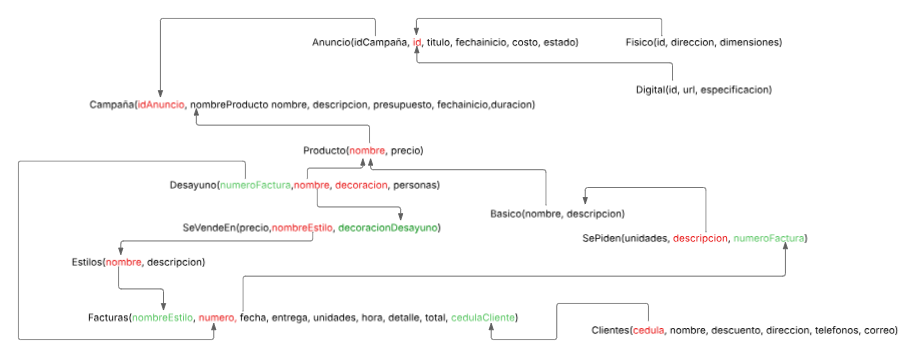 Anuncio(idCampaña, id, titulo, fechainicio, costo, estado)
Fisico(id, direccion, dimensiones)
Digital(id, url, especificacion)
Campaña(idAnuncio, nombreProducto nombre, descripcion, presupuesto, fechainicio,duracion)
Producto(nombre, precio)
Desayuno(numeroFactura,nombre, decoracion, personas)
Basico(nombre, descripcion)
SeVendeEn(precio,nombreEstilo, decoracionDesayuno)
SePiden(unidades, descripcion, numeroFactura)
Estilos(nombre, descripcion)
Facturas(nombreEstilo, numero, fecha, entrega, unidades, hora, detalle, total, cedulaCliente)
Clientes(cedula, nombre, descuento, direccion, telefonos, correo)